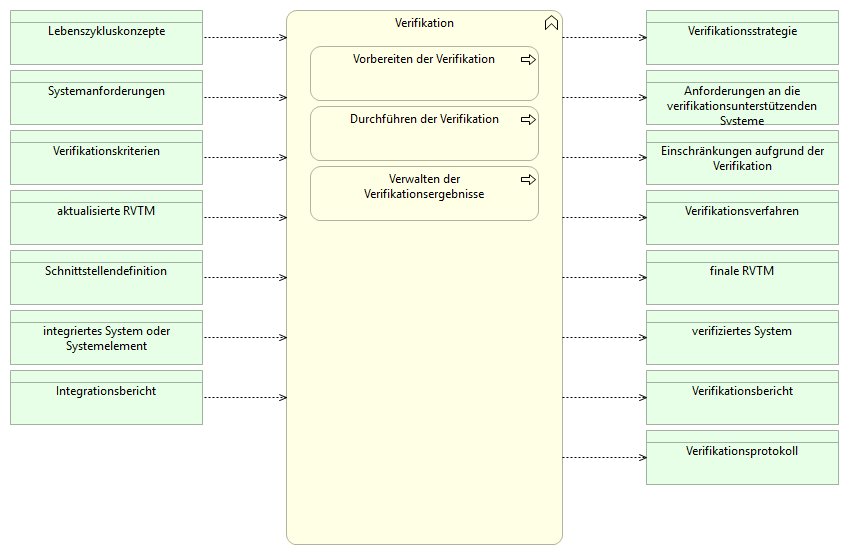 Lebenszykluskonzepte
Systemanforderungen
Verifikationskriterien
aktualisierte RVTM
Schnittstellendefinition
integriertes System oder
Systemelement
Integrationsbericht
Verifikation
Vorbereiten der Verifikation
Durchführen der Verifikation
Verwalten der
Verifikationsergebnisse
Verifikationsstrategie
Anforderungen an die
verifikationsunterstützenden
Systeme
Einschränkungen aufgrund der
Verifikation
Verifikationsverfahren
finale RVTM
verifiziertes System
Verifikationsbericht
Verifikationsprotokoll